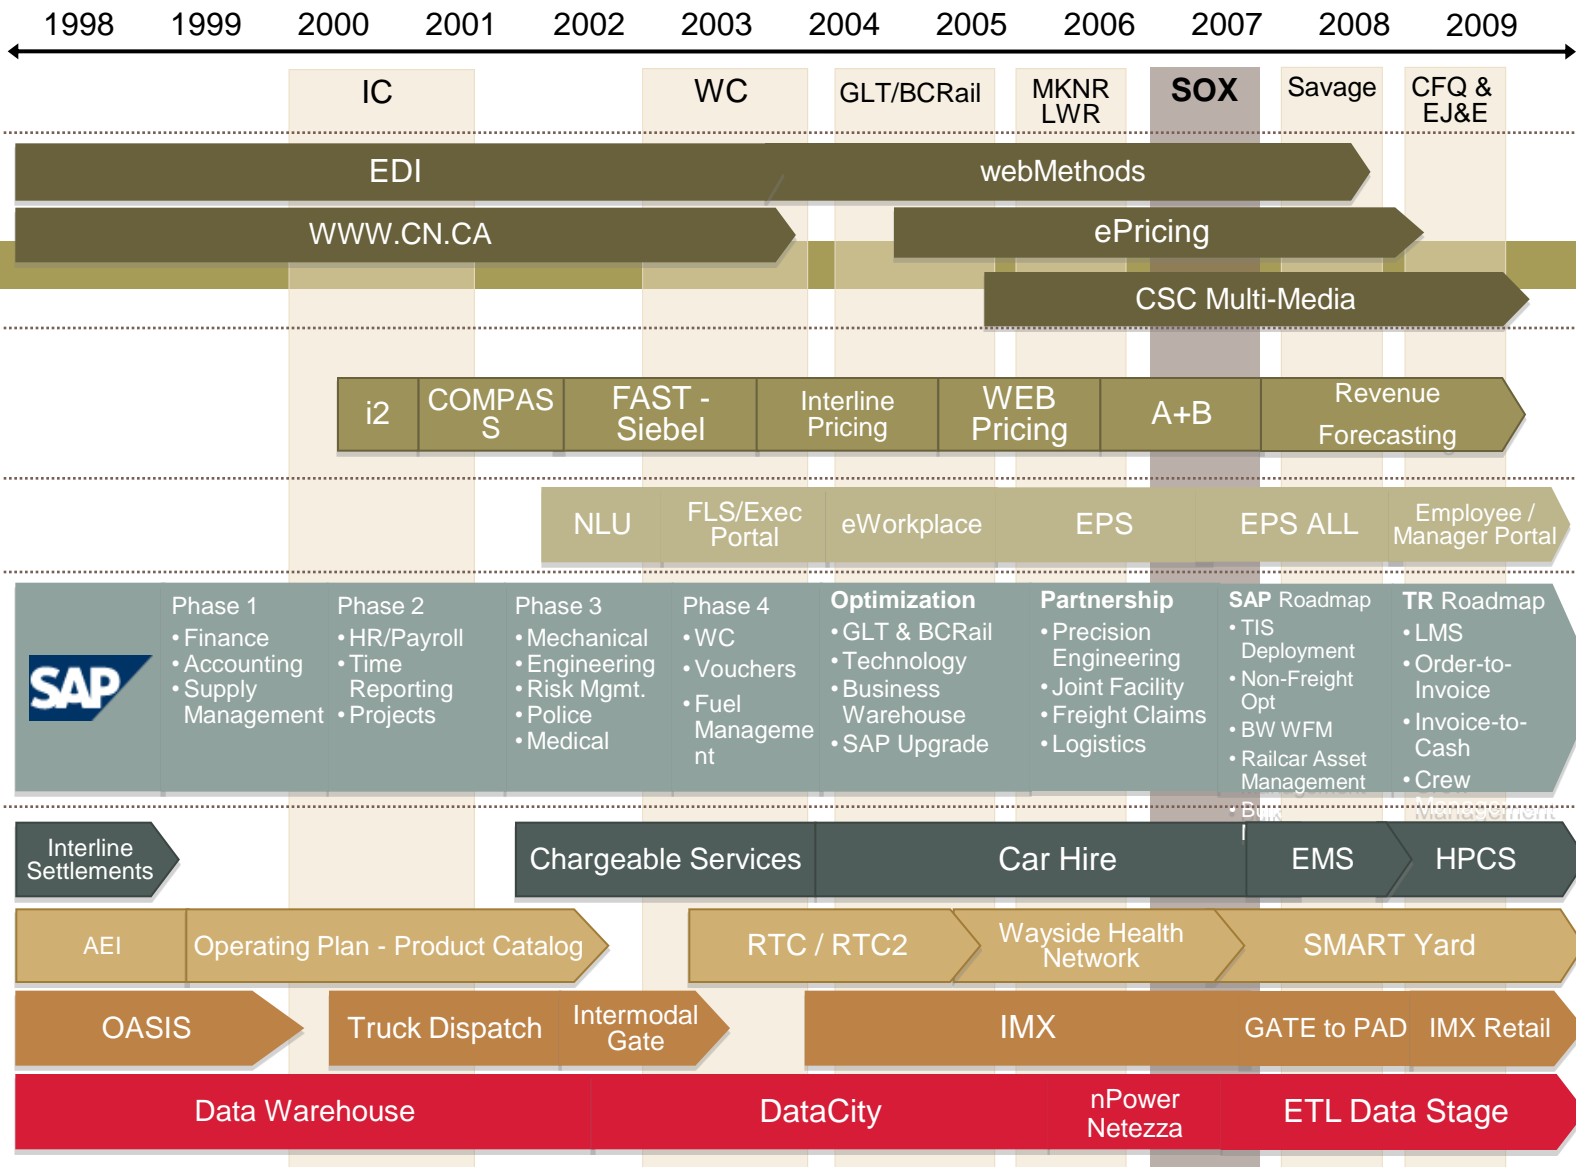 1998 1999 2000 2001 2002 2003 2004 2005 2006 2007 2008 2009
IC
WC
GLT/BCRail
MKNR
LWR
SOX
Savage
CFQ &
EJ&E
EDI
webMethods
WWW.CN.CA
ePricing
CSC Multi-Media
i2
COMPAS
S
FAST -
Siebel
Interline
Pricing
WEB
Pricing
A+B
Revenue
Forecasting
NLU
FLS/Exec
Portal
eWorkplace
EPS
EPS ALL
Employee /
Manager Portal
SAP
Phase 1
• Finance
• Accounting
• Supply
Management
Phase 2
• HR/Payroll
• Time
Reporting
• Projects
Phase 3
• Mechanical
• Engineering
• Risk Mgmt.
• Police
• Medical
Phase 4
• WC
• Vouchers
• Fuel
Manageme
nt
Optimization
• GLT & BCRail
• Technology
• Business
Warehouse
• SAP Upgrade
Partnership
• Precision
Engineering
• Joint Facility
• Freight Claims
• Logistics
SAP Roadmap
• TIS
Deployment
• Non-Freight
Opt
• BW WFM
• Railcar Asset
Management
• Bulk
TR Roadmap
• LMS
• Order-to-
Invoice
• Invoice-to-
Cash
• Crew
Management
Interline
Settlements
Chargeable Services
Car Hire
EMS
HPCS
AEI
Operating Plan - Product Catalog
RTC / RTC2
Wayside Health
Network
SMART Yard
OASIS
Truck Dispatch
Intermodal
Gate
IMX
GATE to PAD
IMX Retail
Data Warehouse
DataCity
nPower
Netezza
ETL Data Stage